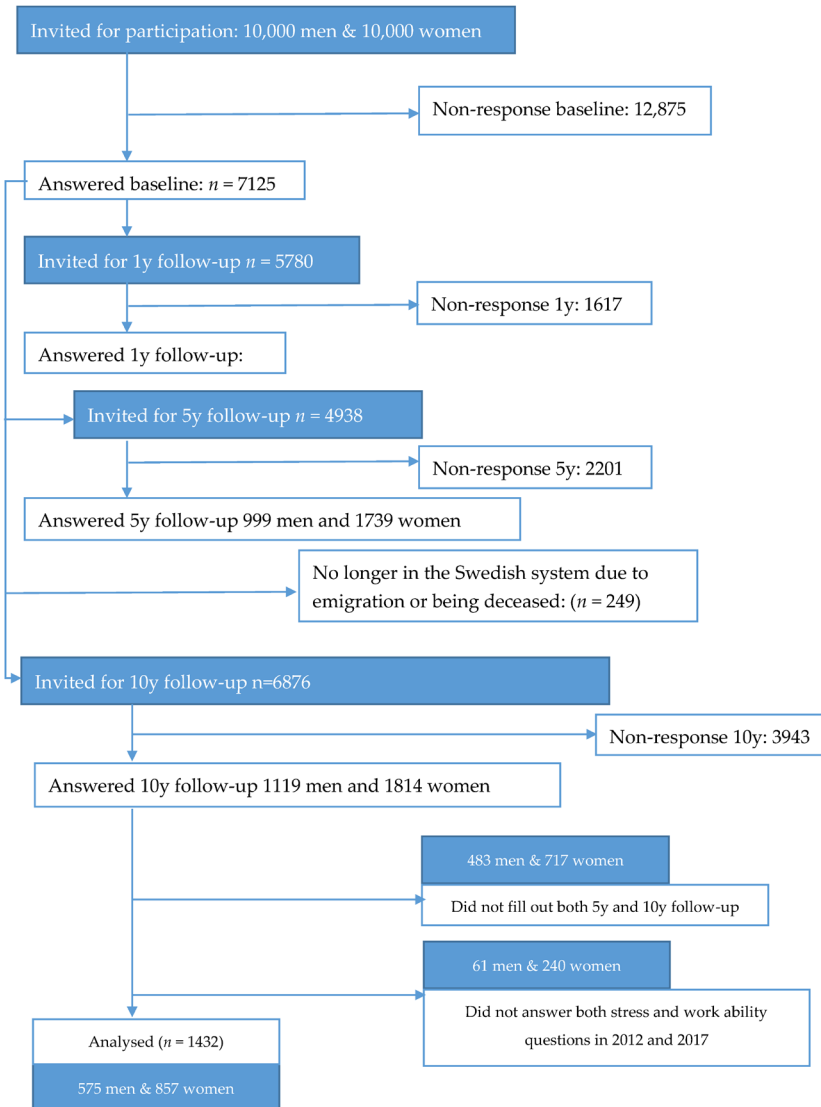 Invited for participation: 10,000 men & 10,000 women
Non-response baseline: 12,875
Answered baseline: n = 7125
Invited for 1y follow-up n = 5780
Non-response 1y: 1617
Answered 1y follow-up:
Invited for 5y follow-up n = 4938
Non-response 5y: 2201
Answered 5y follow-up 999 men and 1739 women
No longer in the Swedish system due to
emigration or being deceased: (n = 249)
Invited for 10y follow-up n=6876
Non-response 10y: 3943
Answered 10y follow-up 1119 men and 1814 women
483 men & 717 women
Did not fill out both 5y and 10y follow-up
61 men & 240 women
Did not answer both stress and work ability
questions in 2012 and 2017
Analysed (n = 1432)
575 men & 857 women